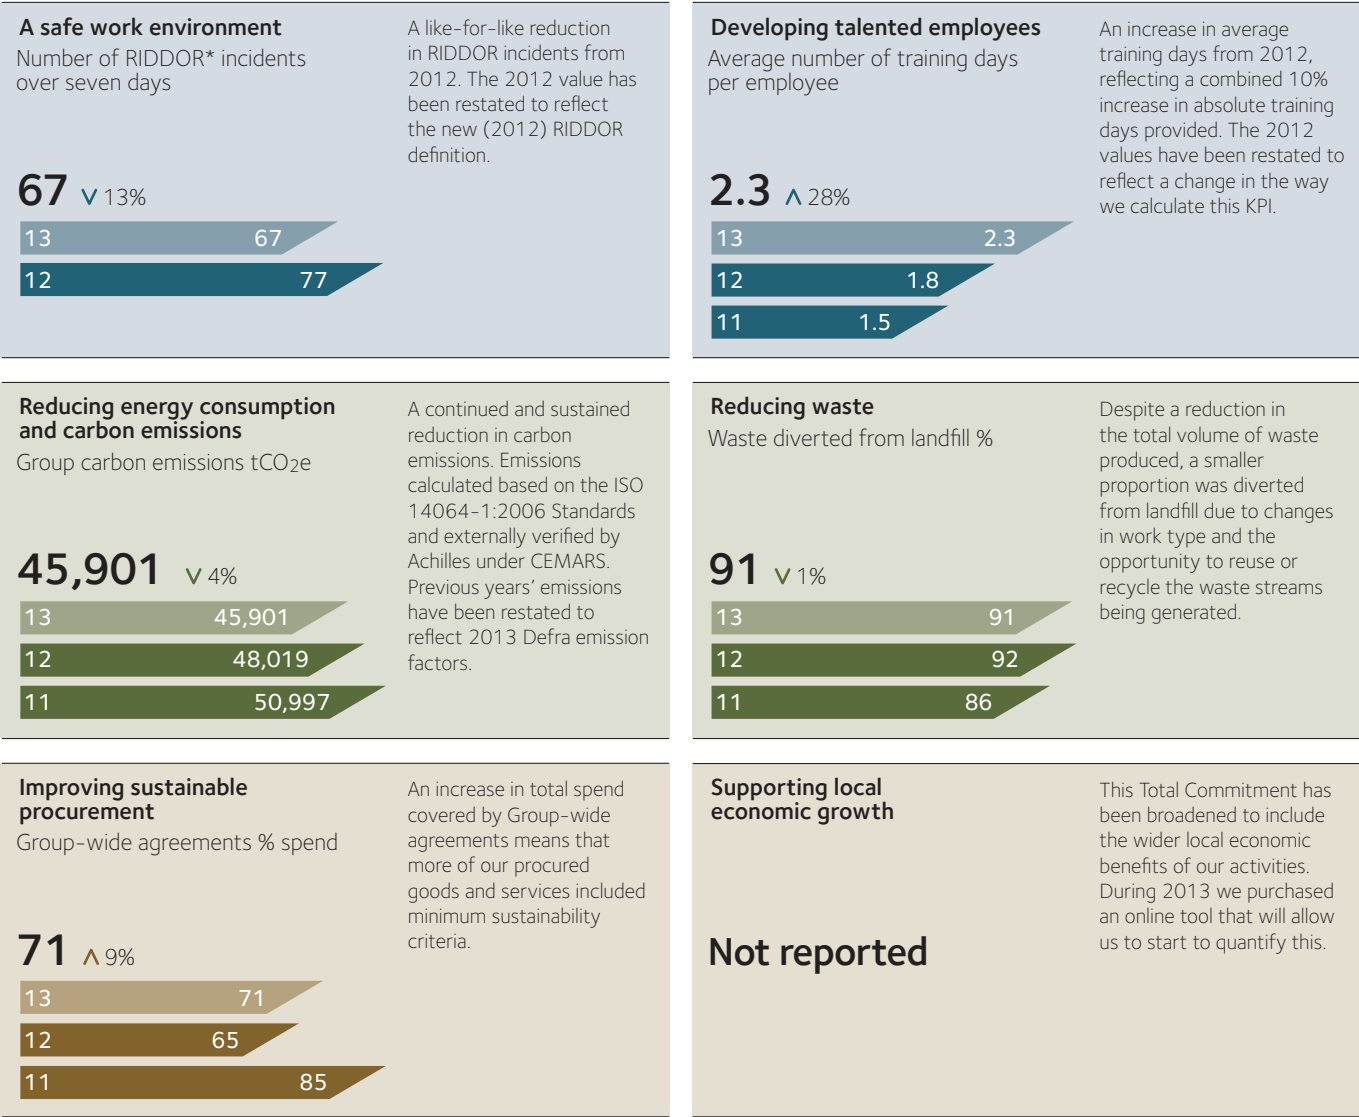 A safe work environment
Number of RIDDOR* incidents
over seven days
67 ∨ 13%
13 67
12 77
A like-for-like reduction
in RIDDOR incidents from
2012. The 2012 value has
been restated to reflect
the new (2012) RIDDOR
definition.
Developing talented employees
Average number of training days
per employee
2.3 ∧ 28%
13 2.3
12 1.8
11 1.5
An increase in average
training days from 2012,
reflecting a combined 10%
increase in absolute training
days provided. The 2012
values have been restated to
reflect a change in the way
we calculate this KPI.
Reducing energy consumption
and carbon emissions
Group carbon emissions tCO2e
45,901 ∨ 4%
13 45,901
12 48,019
11 50,997
A continued and sustained
reduction in carbon
emissions. Emissions
calculated based on the ISO
14064-1:2006 Standards
and externally verified by
Achilles under CEMARS.
Previous years’ emissions
have been restated to
reflect 2013 Defra emission
factors.
Reducing waste
Waste diverted from landfill %
91 ∨ 1%
13 91
12 92
11 86
Despite a reduction in
the total volume of waste
produced, a smaller
proportion was diverted
from landfill due to changes
in work type and the
opportunity to reuse or
recycle the waste streams
being generated.
Improving sustainable
procurement
Group-wide agreements % spend
71 ∧ 9%
13 71
12 65
11 85
An increase in total spend
covered by Group-wide
agreements means that
more of our procured
goods and services included
minimum sustainability
criteria.
Supporting local
economic growth
Not reported
This Total Commitment has
been broadened to include
the wider local economic
benefits of our activities.
During 2013 we purchased
an online tool that will allow
us to start to quantify this.